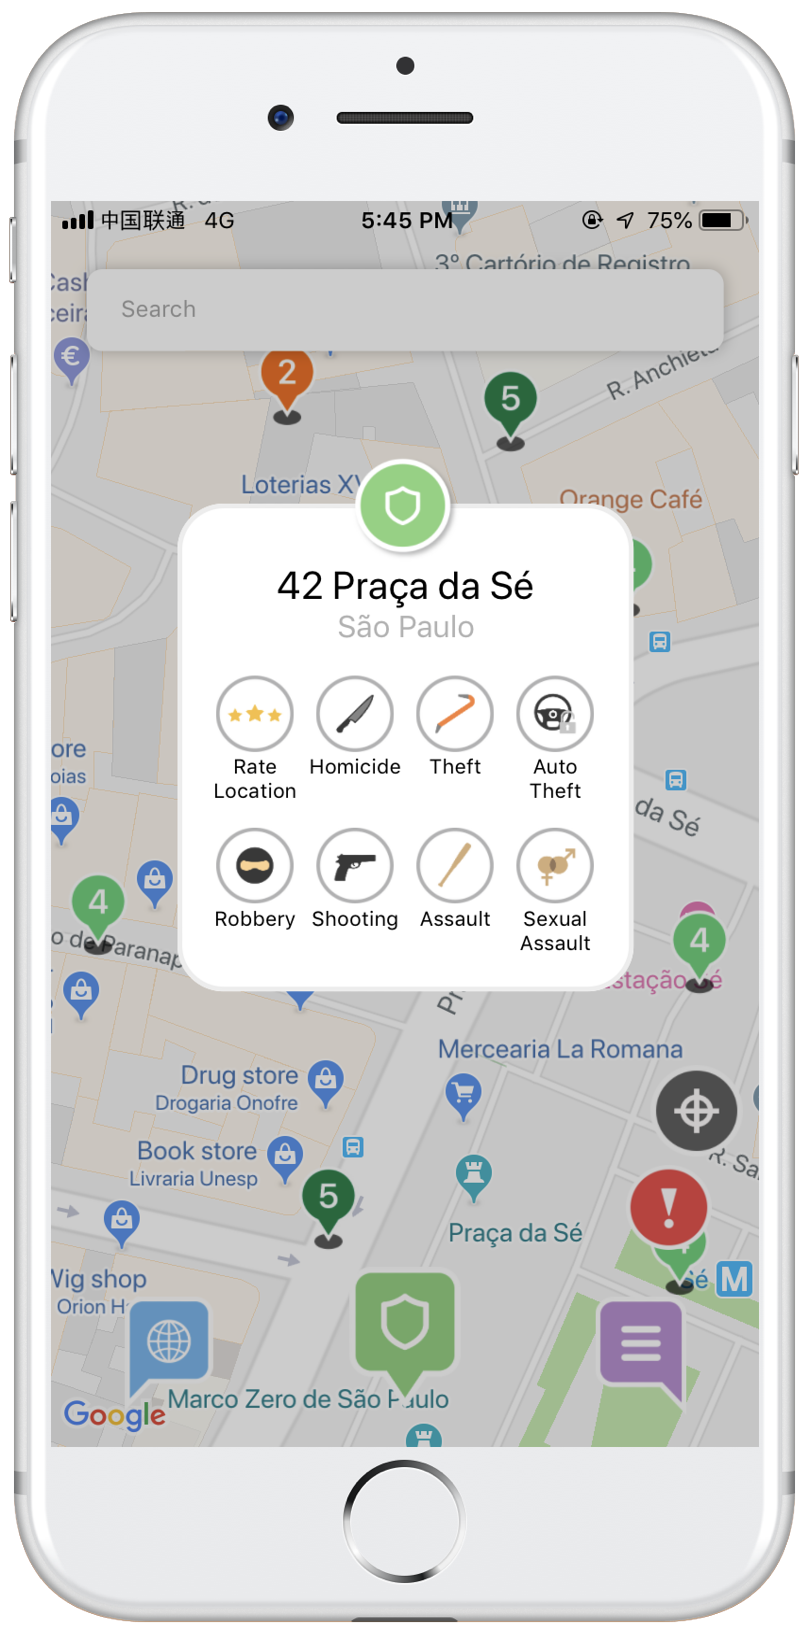 中国联通 4G 5:45 PM 75%
3º Cartório de Registro
Search
€
2
5
R. Anchieta
Loterias XV
Orange Café
42 Praça da Sé
São Paulo
Rate Location
Homicide
Theft
Auto Theft
Robbery
Shooting
Assault
Sexual Assault
da Sé
4
4
Mercearia La Romana
Drug store
Drogaria Onofre
Book store
Livraria Unesp
5
Praça da Sé
!
M
Wig shop
Orion
Marco Zero de São Paulo
Google